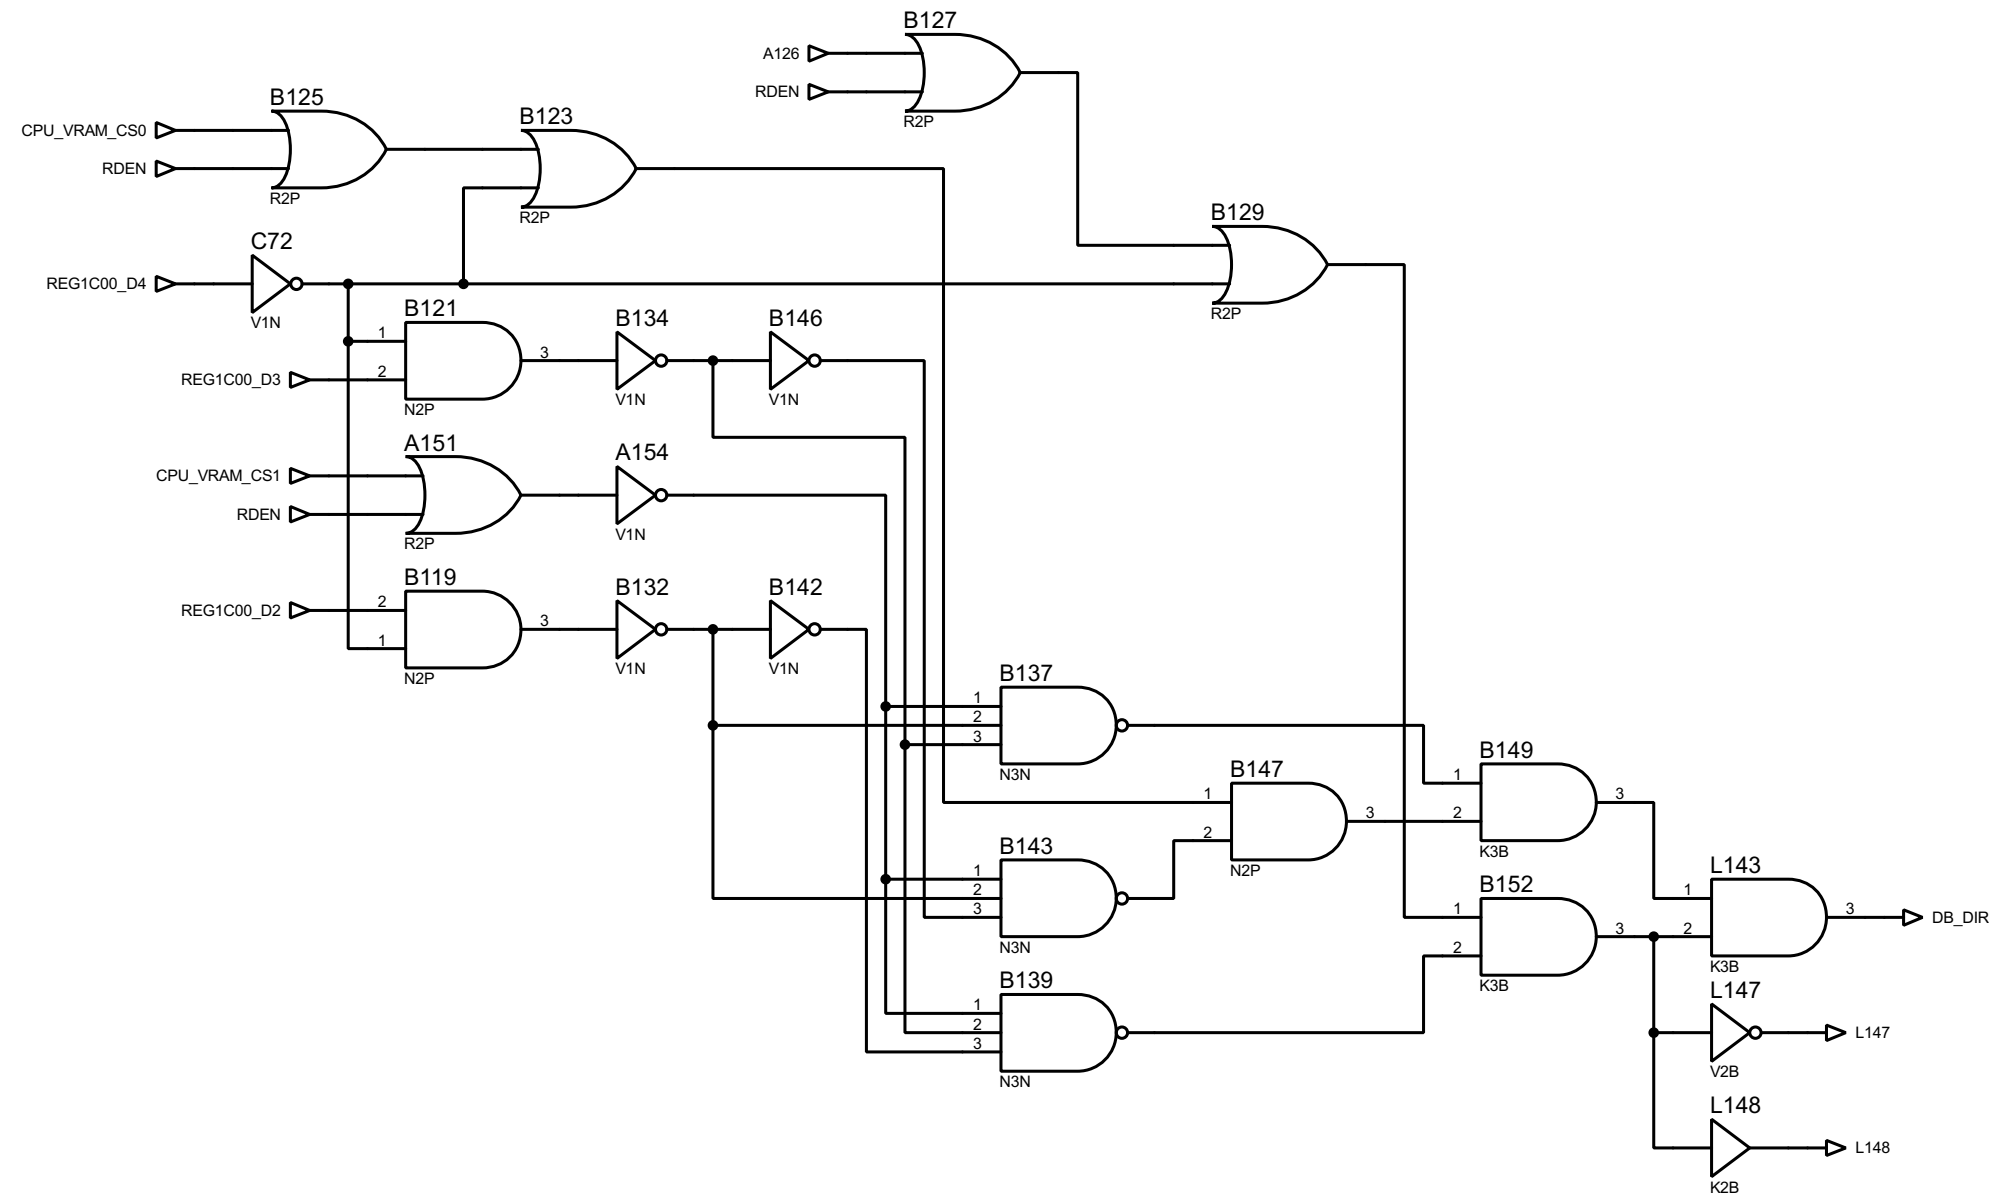 B127
A126
RDEN
R2P
B125
CPU_VRAM_CS0
RDEN
R2P
B123
R2P
B129
R2P
C72
REG1C00_D4
V1N
B121
1
REG1C00_D3
2
3
N2P
B134
V1N
B146
V1N
A151
CPU_VRAM_CS1
RDEN
R2P
A154
V1N
B119
REG1C00_D2
2
1
3
N2P
B132
V1N
B142
V1N
B137
1
2
3
N3N
B147
1
2
3
N2P
B149
1
2
3
K3B
B143
1
2
3
N3N
B152
1
2
3
K3B
L143
1
2
3
DB_DIR
K3B
B139
1
2
3
N3N
L147
L147
V2B
L148
L148
K2B